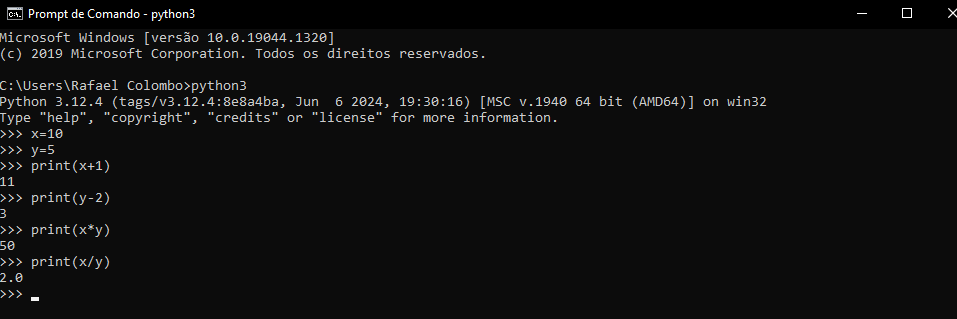 Prompt de Comando - python3
Microsoft Windows [versão 10.0.19044.1320]
(c) 2019 Microsoft Corporation. Todos os direitos reservados.
C:\Users\Rafael Colombo>python3
Python 3.12.4 (tags/v3.12.4:8e8a4ba, Jun  6 2024, 19:30:16) [MSC v.1940 64 bit (AMD64)] on win32
Type "help", "copyright", "credits" or "license" for more information.
>>> x=10
>>> y=5
>>> print(x+1)
11
>>> print(y-2)
3
>>> print(x*y)
50
>>> print(x/y)
2.0
>>>